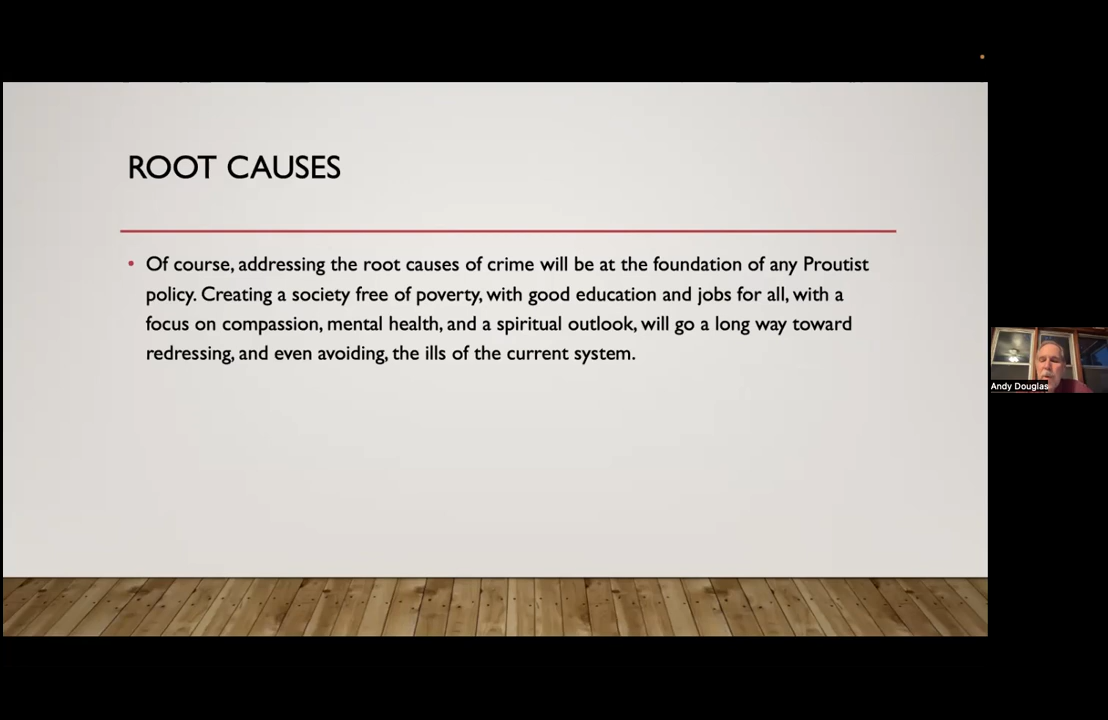 ROOT CAUSES
• Of course, addressing the root causes of crime will be at the foundation of any Proutist
policy. Creating a society free of poverty, with good education and jobs for all, with a
focus on compassion, mental health, and a spiritual outlook, will go a long way toward
redressing, and even avoiding, the ills of the current system.
Andy Douglas